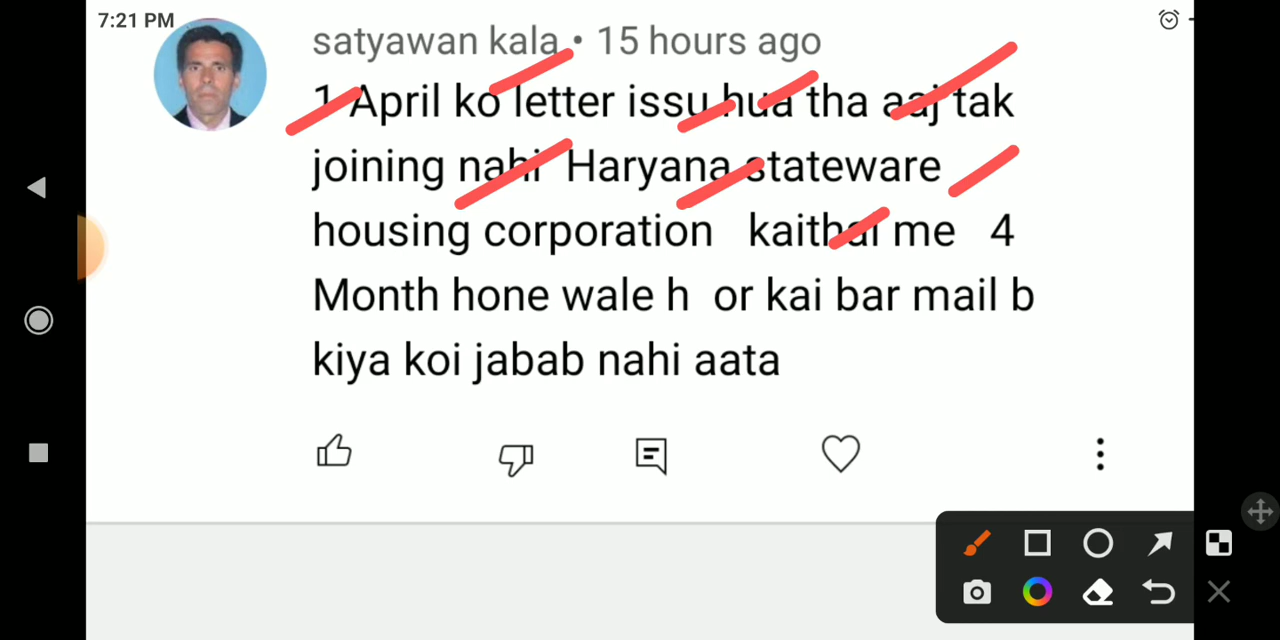 7:21 PM
satyawan kala • 15 hours ago
1 April ko letter issu hua tha aaj tak
joining nahi Haryana stateware
housing corporation kaithal me 4
Month hone wale h or kai bar mail b
kiya koi jabab nahi aata